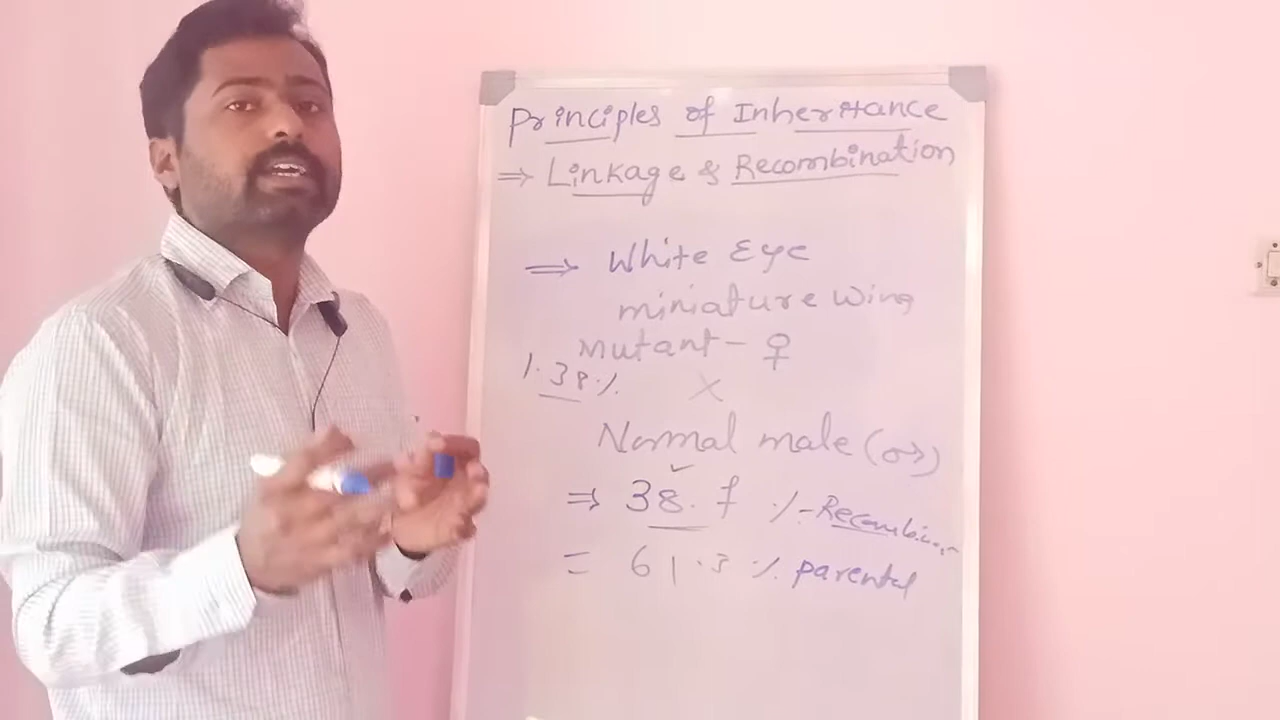 Principles of Inheritance
⇒ Linkage & Recombination
⇒ White Eye
miniature wing
mutant - ♀
1.38%
X
Normal male (♂)
⇒ 38.7 % - Recombin
= 61.3 % parental